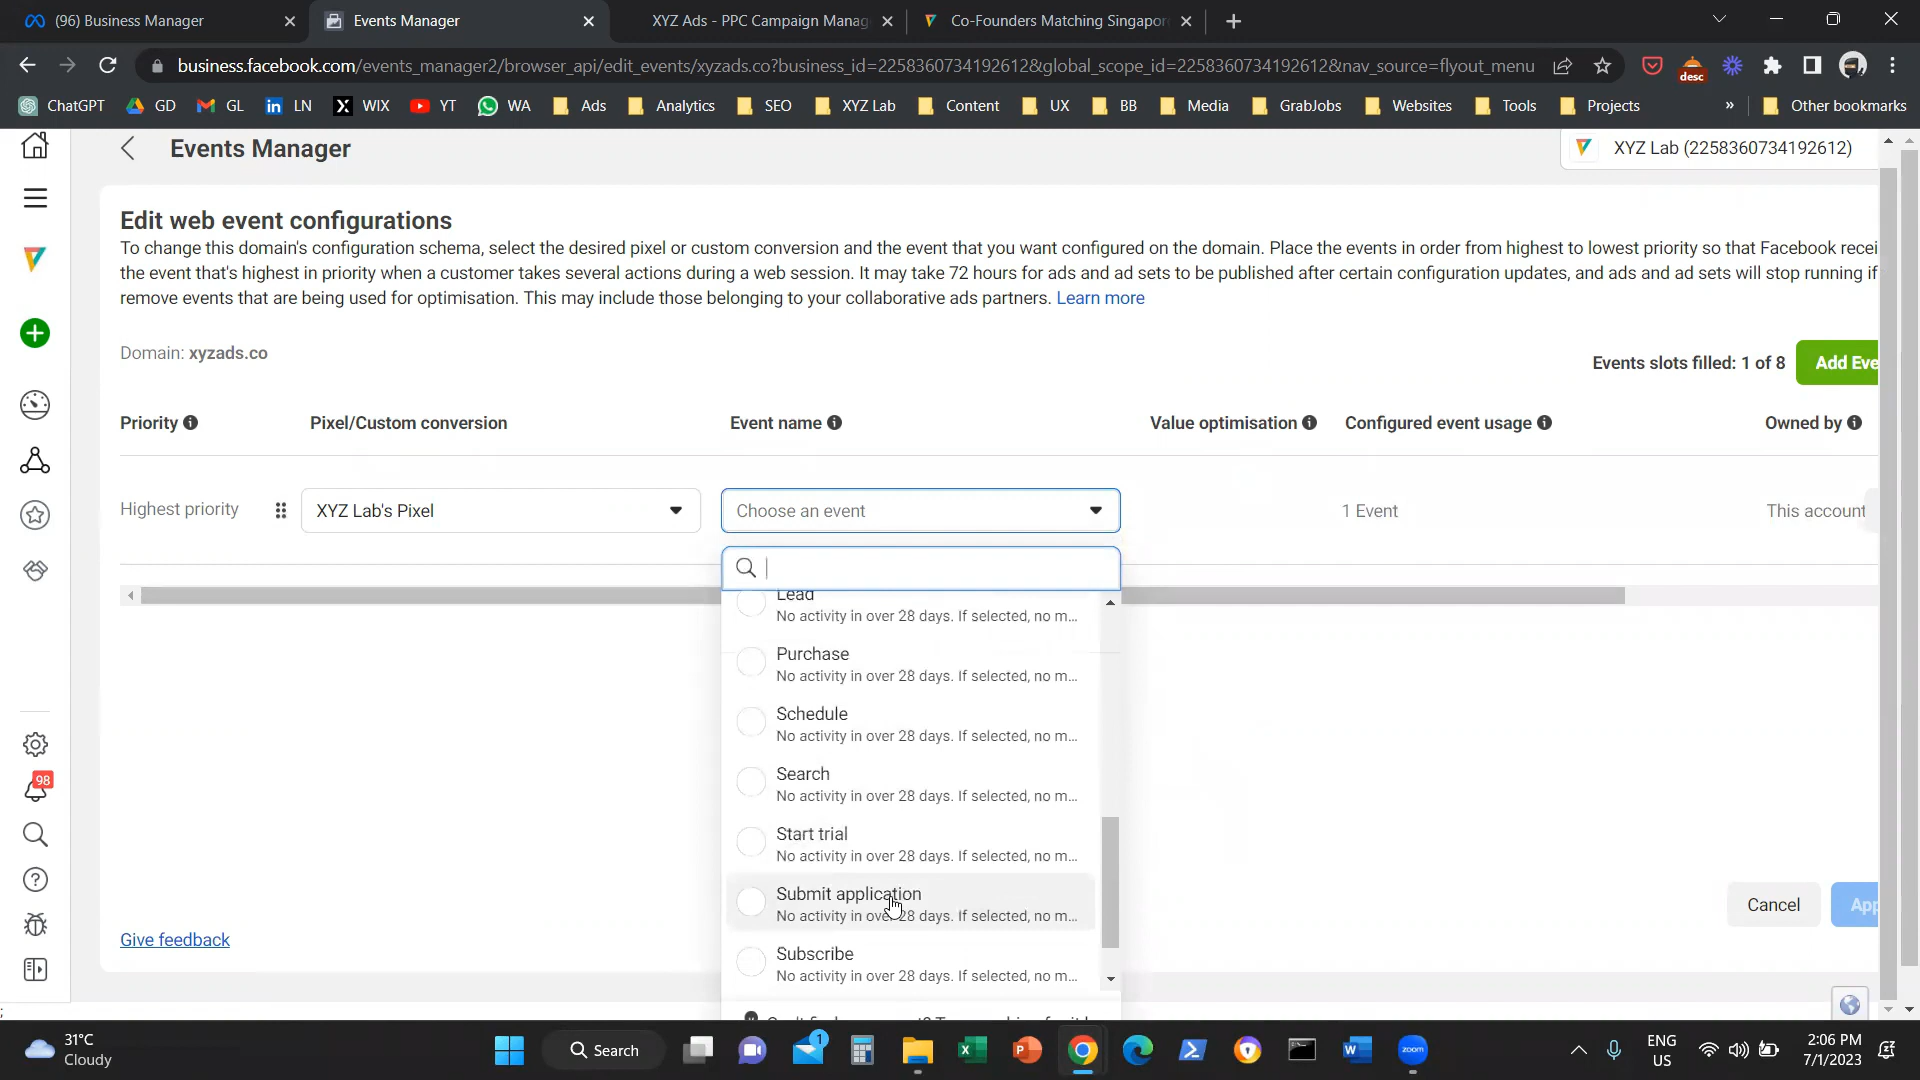 (96) Business Manager
Events Manager
XYZ Ads - PPC Campaign Manag
Co-Founders Matching Singapor
business.facebook.com/events_manager2/browser_api/edit_events/xyzads.co?business_id=2258360734192612&global_scope_id=2258360734192612&nav_source=flyout_menu
desc
ChatGPT GD GL LN WIX YT WA Ads Analytics SEO XYZ Lab Content UX BB Media GrabJobs Websites Tools Projects » Other bookmarks
Events Manager
XYZ Lab (2258360734192612)
Edit web event configurations
To change this domain's configuration schema, select the desired pixel or custom conversion and the event that you want configured on the domain. Place the events in order from highest to lowest priority so that Facebook recei
the event that's highest in priority when a customer takes several actions during a web session. It may take 72 hours for ads and ad sets to be published after certain configuration updates, and ads and ad sets will stop running if
remove events that are being used for optimisation. This may include those belonging to your collaborative ads partners. Learn more
Domain: xyzads.co
Events slots filled: 1 of 8
Add Eve
Priority
Pixel/Custom conversion
Event name
Value optimisation
Configured event usage
Owned by
Highest priority
XYZ Lab's Pixel
Choose an event
1 Event
This account
Lead
No activity in over 28 days. If selected, no m...
Purchase
No activity in over 28 days. If selected, no m...
Schedule
No activity in over 28 days. If selected, no m...
Search
No activity in over 28 days. If selected, no m...
Start trial
No activity in over 28 days. If selected, no m...
Submit application
No activity in over 28 days. If selected, no m...
Subscribe
No activity in over 28 days. If selected, no m...
98
Cancel
App
Give feedback
;
31°C
Cloudy
Search
1
zoom
ENG
US
2:06 PM
7/1/2023